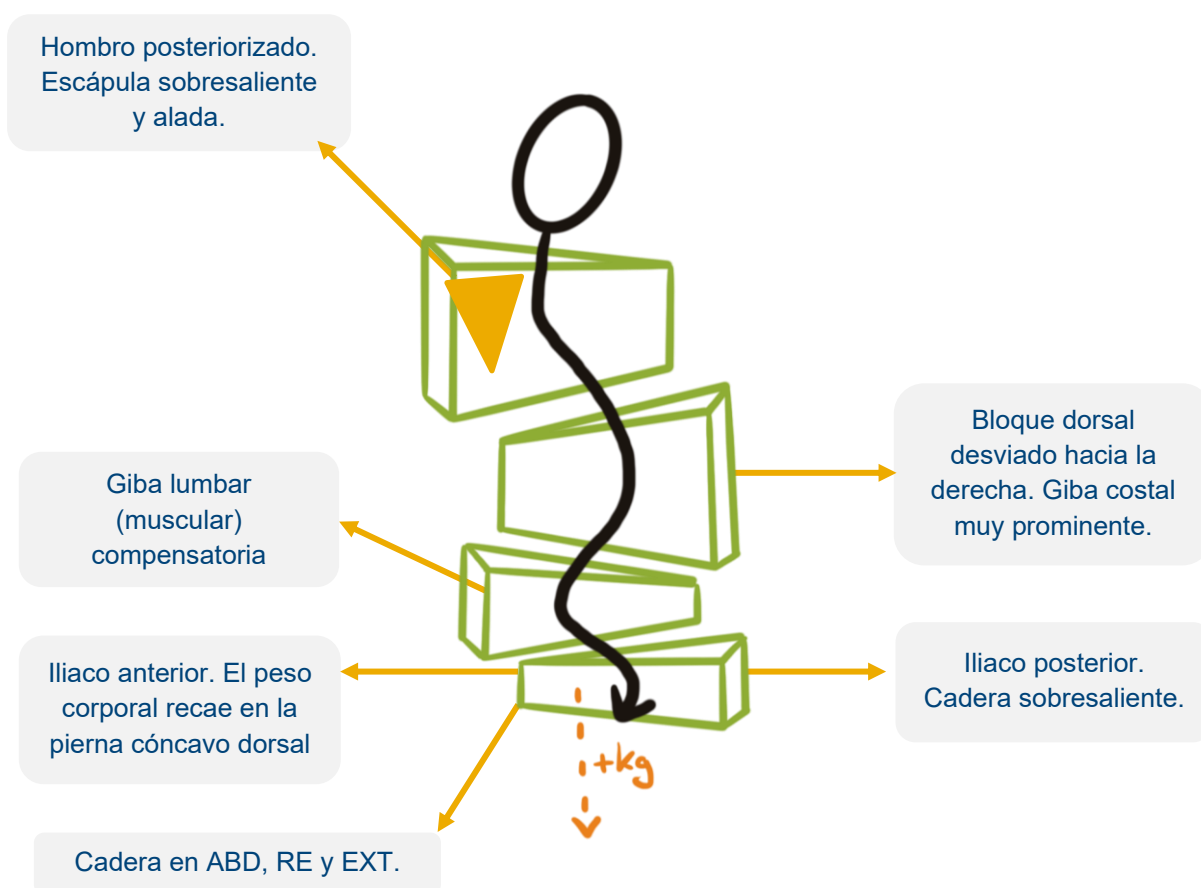 Hombro posteriorizado.
Escápula sobresaliente
y alada.
Bloque dorsal
desviado hacia la
derecha. Giba costal
muy prominente.
Giba lumbar
(muscular)
compensatoria
Iliaco anterior. El peso
corporal recae en la
pierna cóncavo dorsal
Iliaco posterior.
Cadera sobresaliente.
+kg
Cadera en ABD, RE y EXT.